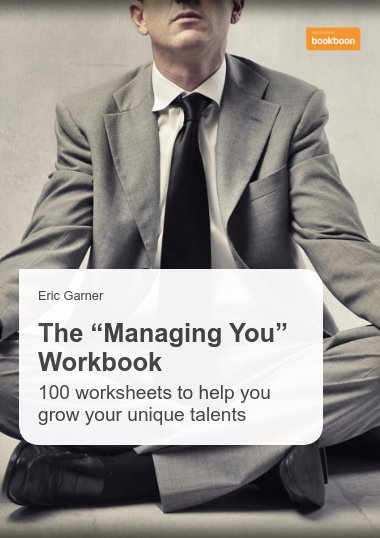 bookboon
Eric Garner
The “Managing You”
Workbook
100 worksheets to help you
grow your unique talents